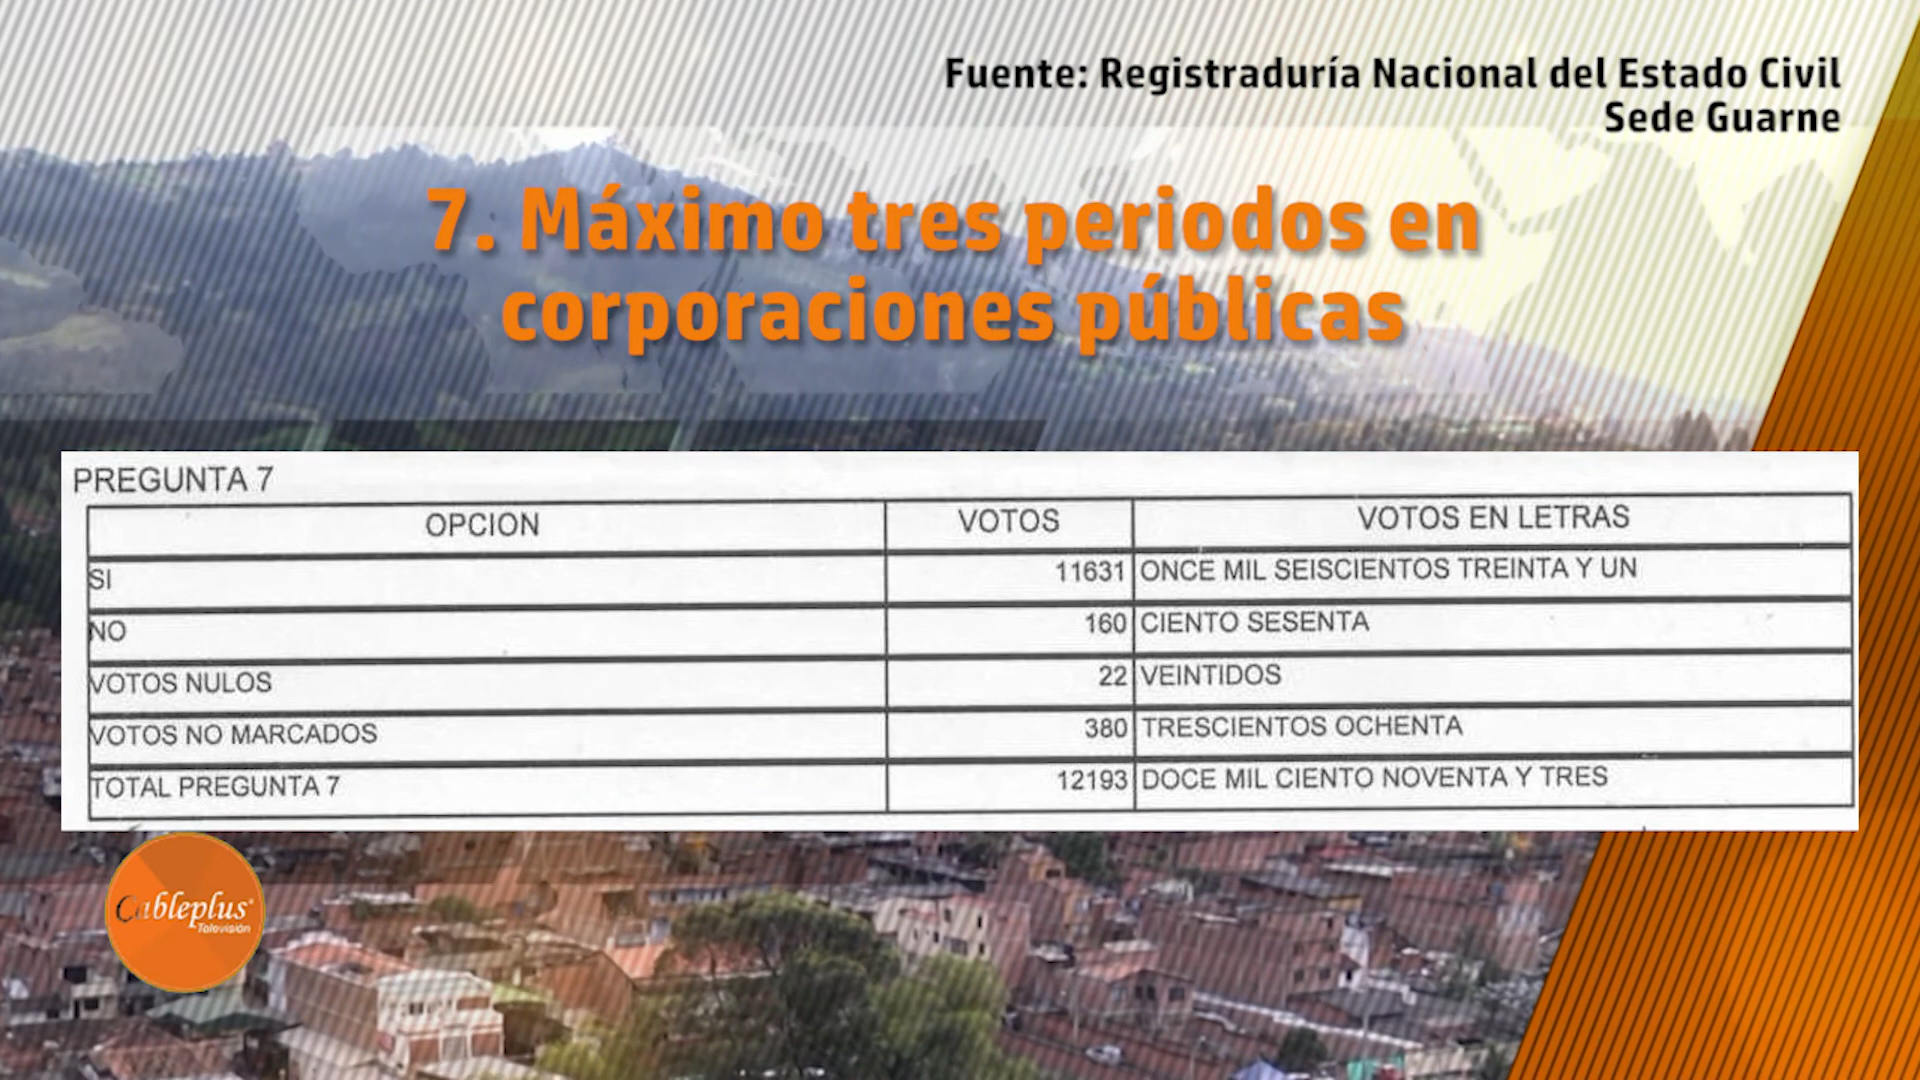 Fuente: Registraduría Nacional del Estado Civil
Sede Guarne
7. Máximo tres periodos en
corporaciones públicas
PREGUNTA 7
OPCION VOTOS VOTOS EN LETRAS
SI 11631 ONCE MIL SEISCIENTOS TREINTA Y UN
NO 160 CIENTO SESENTA
VOTOS NULOS 22 VEINTIDOS
VOTOS NO MARCADOS 380 TRESCIENTOS OCHENTA
TOTAL PREGUNTA 7 12193 DOCE MIL CIENTO NOVENTA Y TRES
Cableplus
Televisión